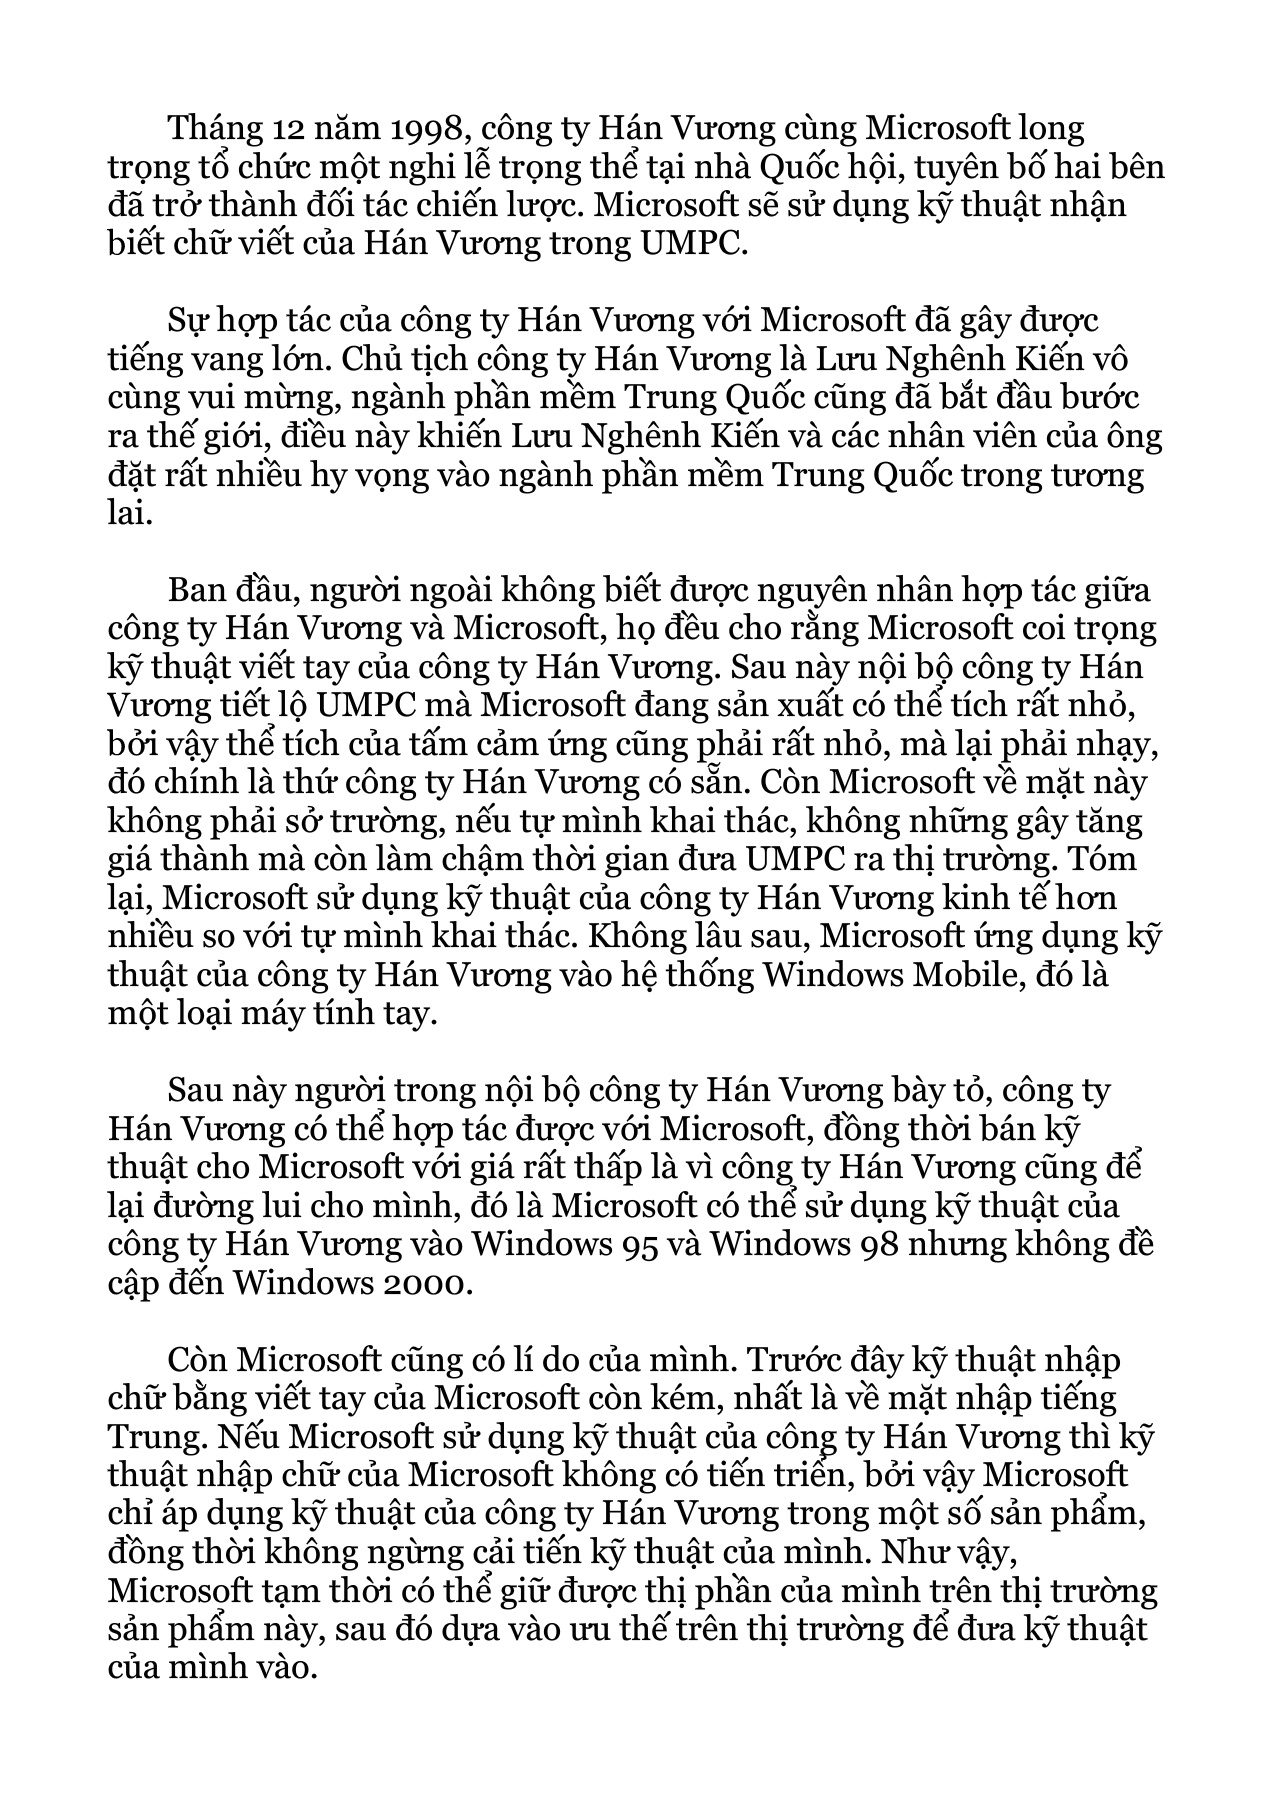 Tháng 12 năm 1998, công ty Hán Vương cùng Microsoft long
trọng tổ chức một nghi lễ trọng thể tại nhà Quốc hội, tuyên bố hai bên
đã trở thành đối tác chiến lược. Microsoft sẽ sử dụng kỹ thuật nhận
biết chữ viết của Hán Vương trong UMPC.
Sự hợp tác của công ty Hán Vương với Microsoft đã gây được
tiếng vang lớn. Chủ tịch công ty Hán Vương là Lưu Nghênh Kiến vô
cùng vui mừng, ngành phần mềm Trung Quốc cũng đã bắt đầu bước
ra thế giới, điều này khiến Lưu Nghênh Kiến và các nhân viên của ông
đặt rất nhiều hy vọng vào ngành phần mềm Trung Quốc trong tương
lai.
Ban đầu, người ngoài không biết được nguyên nhân hợp tác giữa
công ty Hán Vương và Microsoft, họ đều cho rằng Microsoft coi trọng
kỹ thuật viết tay của công ty Hán Vương. Sau này nội bộ công ty Hán
Vương tiết lộ UMPC mà Microsoft đang sản xuất có thể tích rất nhỏ,
bởi vậy thể tích của tấm cảm ứng cũng phải rất nhỏ, mà lại phải nhạy,
đó chính là thứ công ty Hán Vương có sẵn. Còn Microsoft về mặt này
không phải sở trường, nếu tự mình khai thác, không những gây tăng
giá thành mà còn làm chậm thời gian đưa UMPC ra thị trường. Tóm
lại, Microsoft sử dụng kỹ thuật của công ty Hán Vương kinh tế hơn
nhiều so với tự mình khai thác. Không lâu sau, Microsoft ứng dụng kỹ
thuật của công ty Hán Vương vào hệ thống Windows Mobile, đó là
một loại máy tính tay.
Sau này người trong nội bộ công ty Hán Vương bày tỏ, công ty
Hán Vương có thể hợp tác được với Microsoft, đồng thời bán kỹ
thuật cho Microsoft với giá rất thấp là vì công ty Hán Vương cũng để
lại đường lui cho mình, đó là Microsoft có thể sử dụng kỹ thuật của
công ty Hán Vương vào Windows 95 và Windows 98 nhưng không đề
cập đến Windows 2000.
Còn Microsoft cũng có lí do của mình. Trước đây kỹ thuật nhập
chữ bằng viết tay của Microsoft còn kém, nhất là về mặt nhập tiếng
Trung. Nếu Microsoft sử dụng kỹ thuật của công ty Hán Vương thì kỹ
thuật nhập chữ của Microsoft không có tiến triển, bởi vậy Microsoft
chỉ áp dụng kỹ thuật của công ty Hán Vương trong một số sản phẩm,
đồng thời không ngừng cải tiến kỹ thuật của mình. Như vậy,
Microsoft tạm thời có thể giữ được thị phần của mình trên thị trường
sản phẩm này, sau đó dựa vào ưu thế trên thị trường để đưa kỹ thuật
của mình vào.